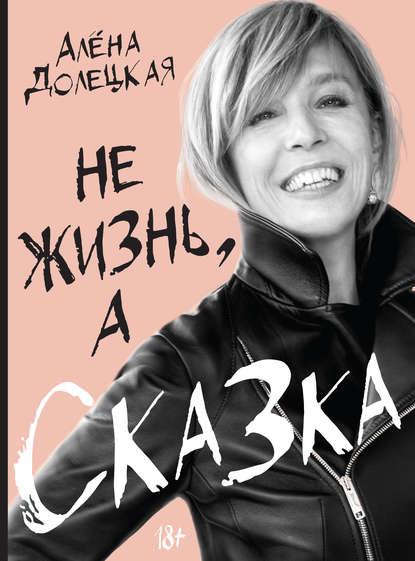 Алёна
Долецкая
не
жизнь,
а
Сказка
18+